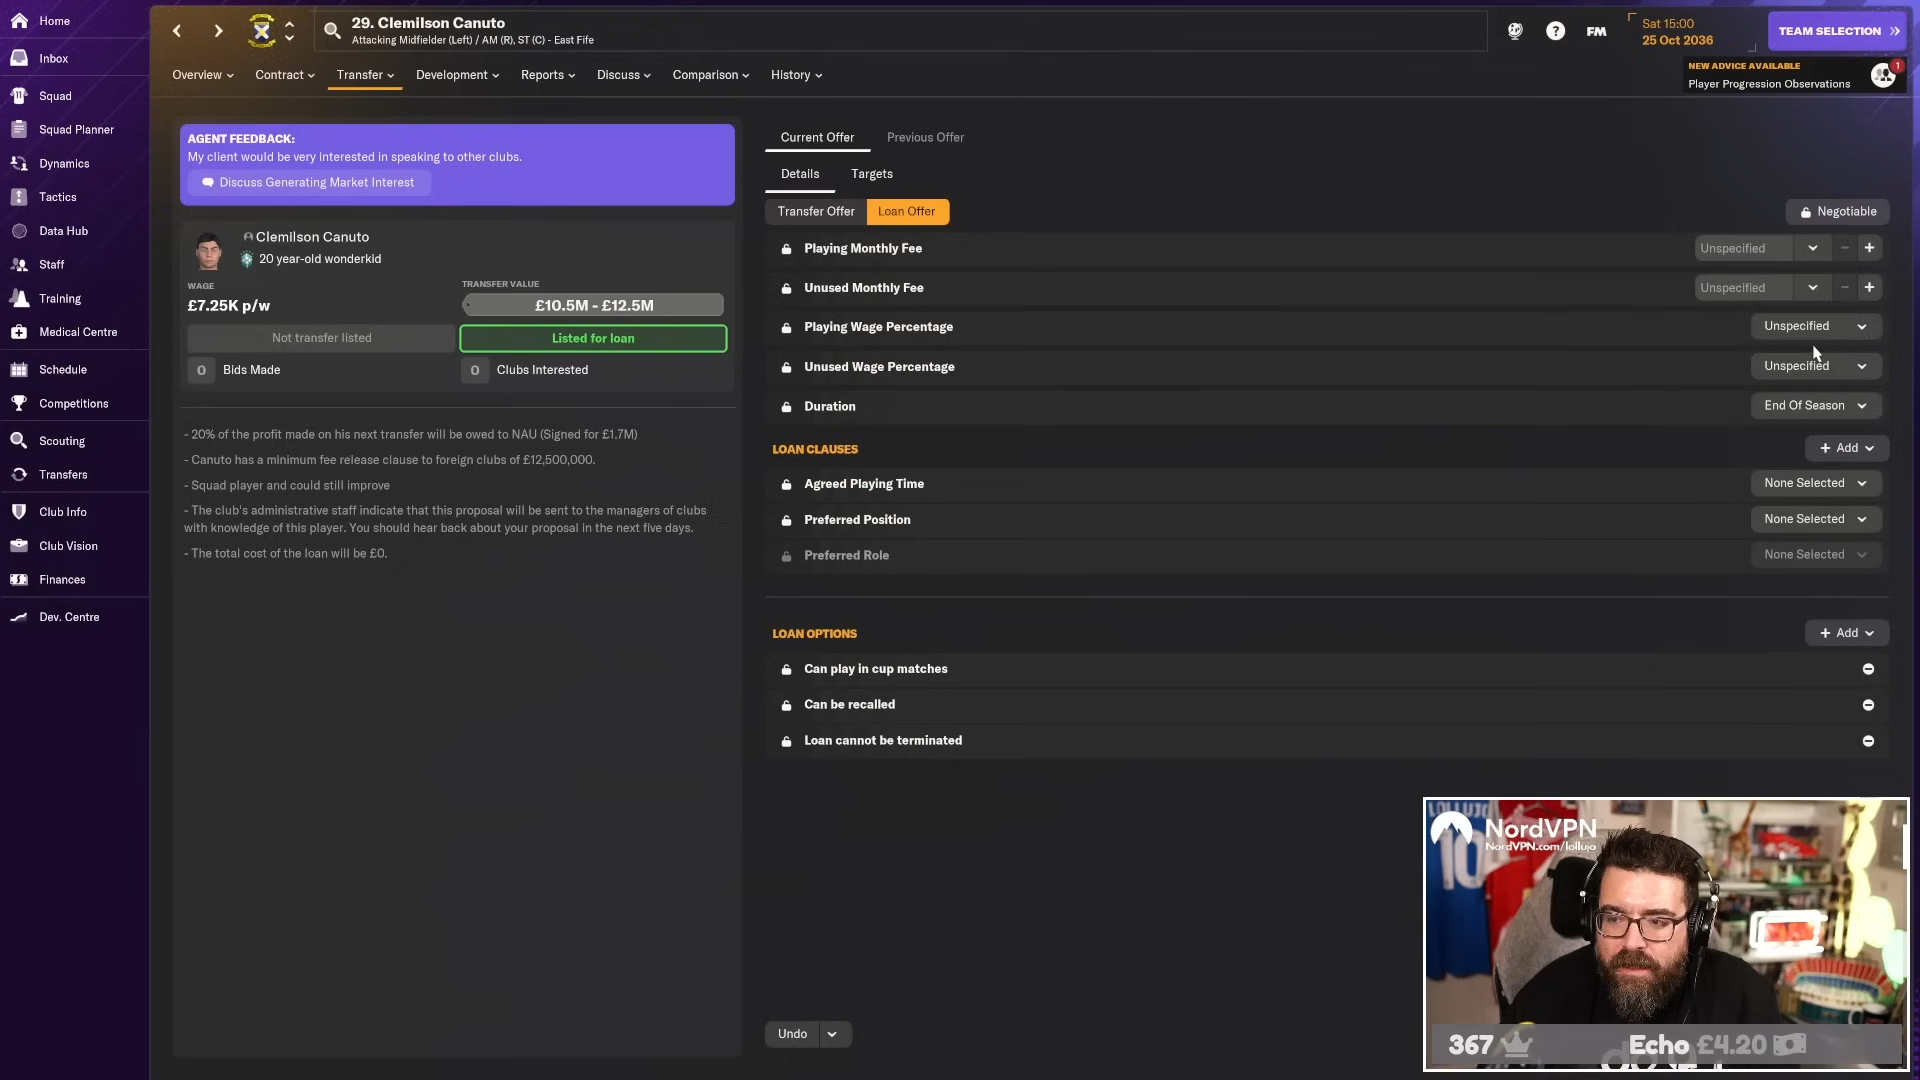 Home
Inbox
Squad
Squad Planner
Dynamics
Tactics
Data Hub
Staff
Training
Medical Centre
Schedule
Competitions
Scouting
Transfers
Club Info
Club Vision
Finances
Dev. Centre
29. Clemilson Canuto
Attacking Midfielder (Left) / AM (R), ST (C) - East Fife
FM
Sat 15:00
25 Oct 2036
TEAM SELECTION
Overview
Contract
Transfer
Development
Reports
Discuss
Comparison
History
NEW ADVICE AVAILABLE
Player Progression Observations
1
AGENT FEEDBACK:
My client would be very interested in speaking to other clubs.
Discuss Generating Market Interest
Clemilson Canuto
20 year-old wonderkid
WAGE
£7.25K p/w
TRANSFER VALUE
£10.5M - £12.5M
Not transfer listed
Listed for loan
0 Bids Made
0 Clubs Interested
- 20% of the profit made on his next transfer will be owed to NAU (Signed for £1.7M)
- Canuto has a minimum fee release clause to foreign clubs of £12,500,000.
- Squad player and could still improve
- The club's administrative staff indicate that this proposal will be sent to the managers of clubs
with knowledge of this player. You should hear back about your proposal in the next five days.
- The total cost of the loan will be £0.
Current Offer
Previous Offer
Details
Targets
Transfer Offer
Loan Offer
Negotiable
Playing Monthly Fee
Unspecified
Unused Monthly Fee
Unspecified
Playing Wage Percentage
Unspecified
Unused Wage Percentage
Unspecified
Duration
End Of Season
LOAN CLAUSES
+ Add
Agreed Playing Time
None Selected
Preferred Position
None Selected
Preferred Role
None Selected
LOAN OPTIONS
+ Add
Can play in cup matches
Can be recalled
Loan cannot be terminated
Undo
NordVPN
NordVPN.com/lollujo
10
367
Echo £4.20